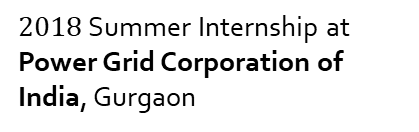 2018 Summer Internship at
Power Grid Corporation of
India, Gurgaon